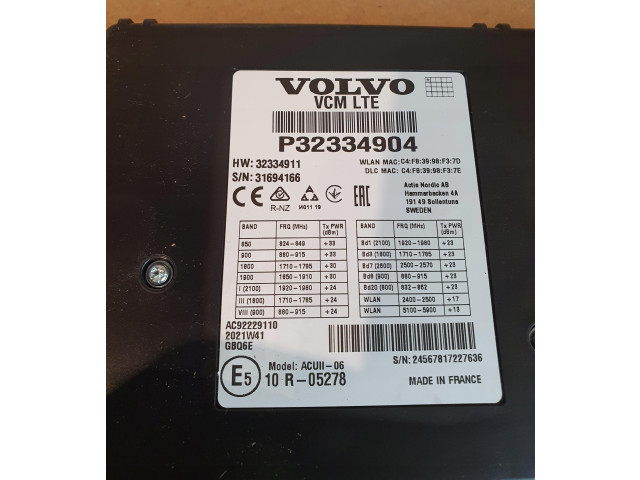 VOLVO
VCM LTE
P32334904
HW: 32334911
S/N: 31694166
WLAN MAC: C4:F8:39:98:F3:7D
DLC MAC: C4:F8:39:98:F3:7E
R-NZ
И011 19
EAC
Actia Nordic AB
Hammarbacken 4A
191 49 Sollentuna
SWEDEN
BAND FRQ (MHz) Tx PWR (dBm)
850 824-849 +33
900 880-915 +33
1800 1710-1785 +30
1900 1850-1910 +30
I (2100) 1920-1980 +24
III (1800) 1710-1785 +24
VIII (900) 880-915 +24
BAND FRQ (MHz) Tx PWR (dBm)
Bd1 (2100) 1920-1980 +23
Bd3 (1800) 1710-1785 +23
Bd7 (2600) 2500-2570 +23
Bd8 (900) 880-915 +23
Bd20 (800) 832-862 +23
WLAN 2400-2500 +17
WLAN 5100-5900 +13
AC92229110
2021W41
GBQ6E
S/N: 24567817227636
E5
Model: ACUII-06
10 R-05278
MADE IN FRANCE